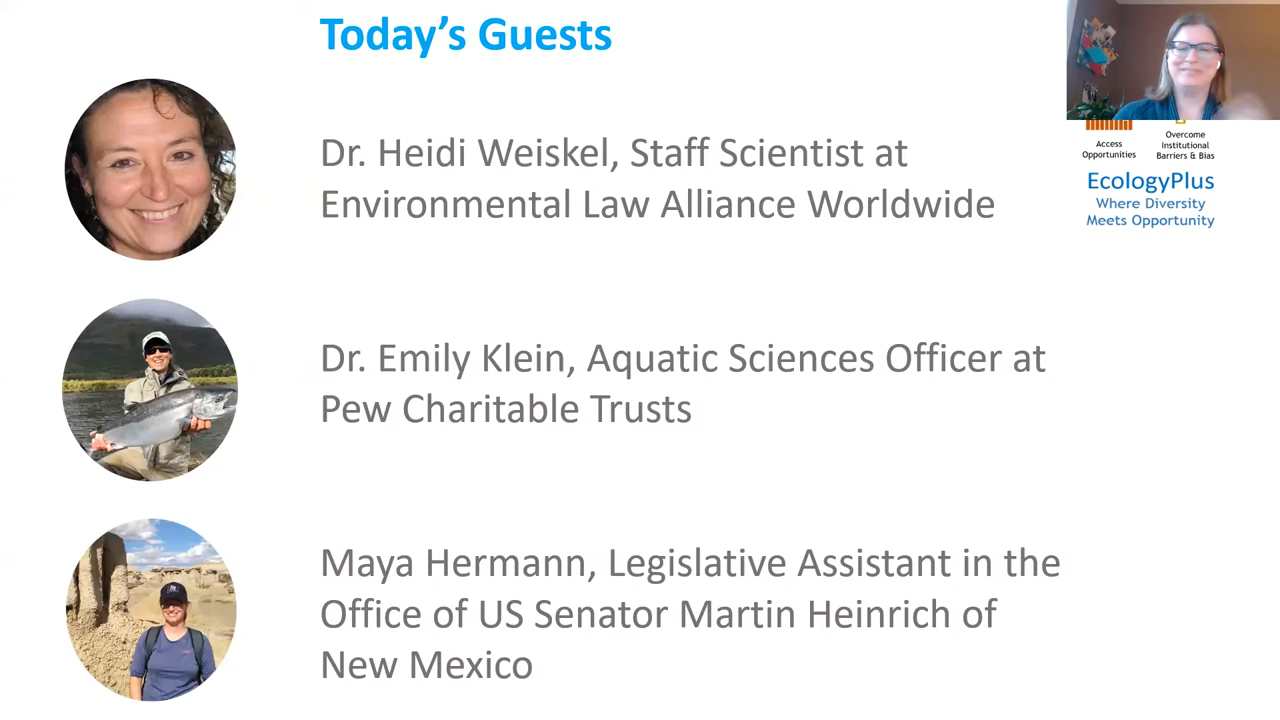 Today's Guests
Dr. Heidi Weiskel, Staff Scientist at
Environmental Law Alliance Worldwide
Dr. Emily Klein, Aquatic Sciences Officer at
Pew Charitable Trusts
Maya Hermann, Legislative Assistant in the
Office of US Senator Martin Heinrich of
New Mexico
Access
Opportunities
Overcome
Institutional
Barriers & Bias
EcologyPlus
Where Diversity
Meets Opportunity